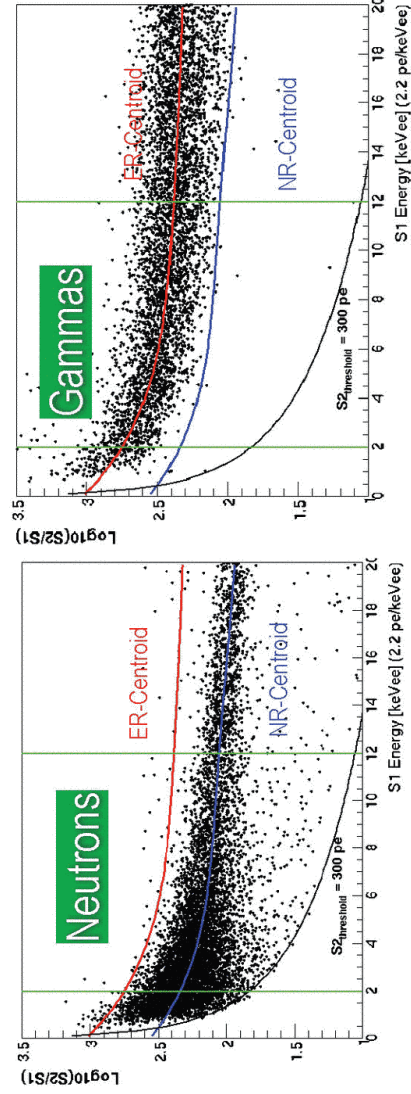 Neutrons
Log10(S2/S1)
3.5
3
2.5
2
1.5
1
ER-Centroid
NR-Centroid
S2threshold = 300 pe
0 2 4 6 8 10 12 14 16 18 20
S1 Energy [keVee] (2.2 pe/keVee)
Gammas
Log10(S2/S1)
3.5
3
2.5
2
1.5
1
ER-Centroid
NR-Centroid
S2threshold = 300 pe
0 2 4 6 8 10 12 14 16 18 20
S1 Energy [keVee] (2.2 pe/keVee)